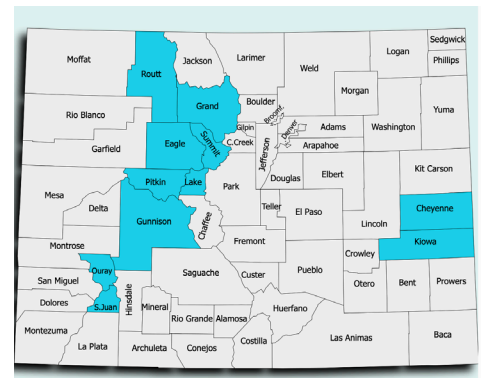 Sedgwick
Moffat
Routt
Jackson
Larimer
Logan
Phillips
Weld
Morgan
Grand
Boulder
Yuma
Rio Blanco
Broomf.
Washington
Gilpin
Denver
Adams
Eagle
Summit
C.Creek
Jefferson
Arapahoe
Garfield
Kit Carson
Pitkin
Lake
Park
Douglas
Elbert
Mesa
Delta
Gunnison
Chaffee
Teller
El Paso
Lincoln
Cheyenne
Montrose
Fremont
Crowley
Kiowa
Ouray
San Miguel
Saguache
Custer
Pueblo
Otero
Bent
Prowers
Dolores
S.Juan
Hinsdale
Mineral
Rio Grande
Alamosa
Huerfano
Montezuma
La Plata
Archuleta
Conejos
Costilla
Las Animas
Baca